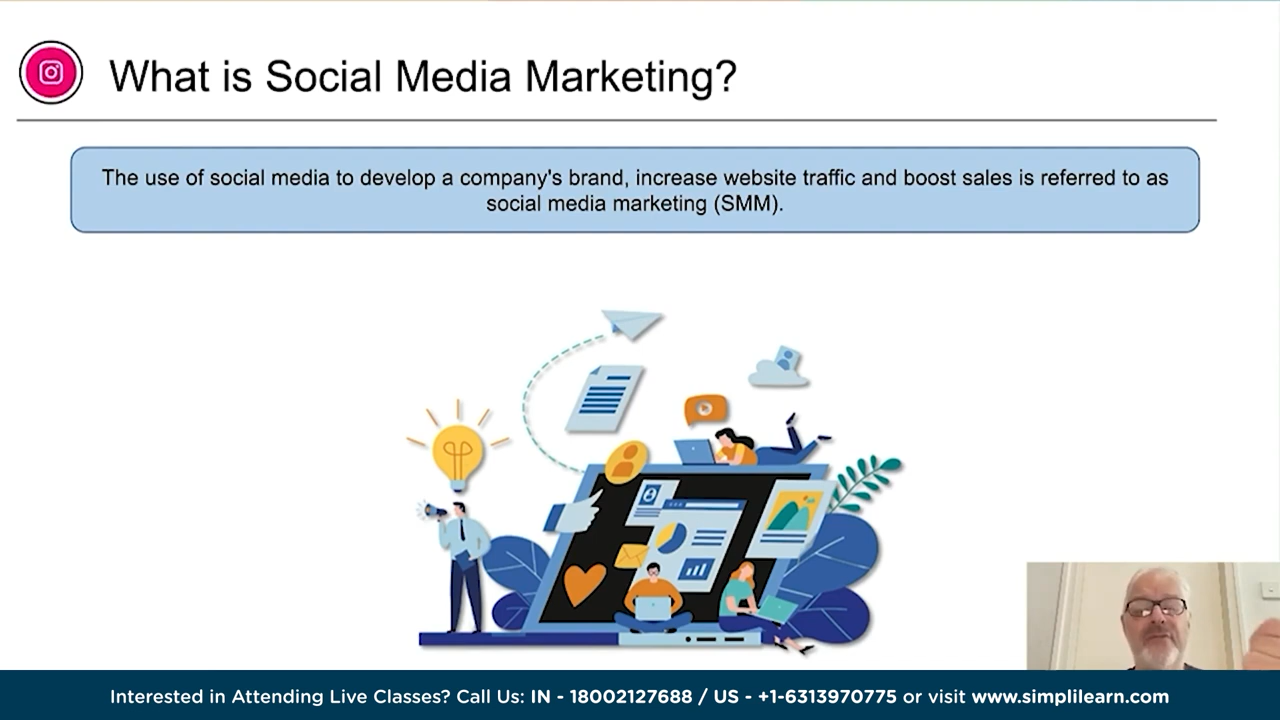 What is Social Media Marketing?
The use of social media to develop a company's brand, increase website traffic and boost sales is referred to as
social media marketing (SMM).
Interested in Attending Live Classes? Call Us: IN - 18002127688 / US - +1-6313970775 or visit www.simplilearn.com